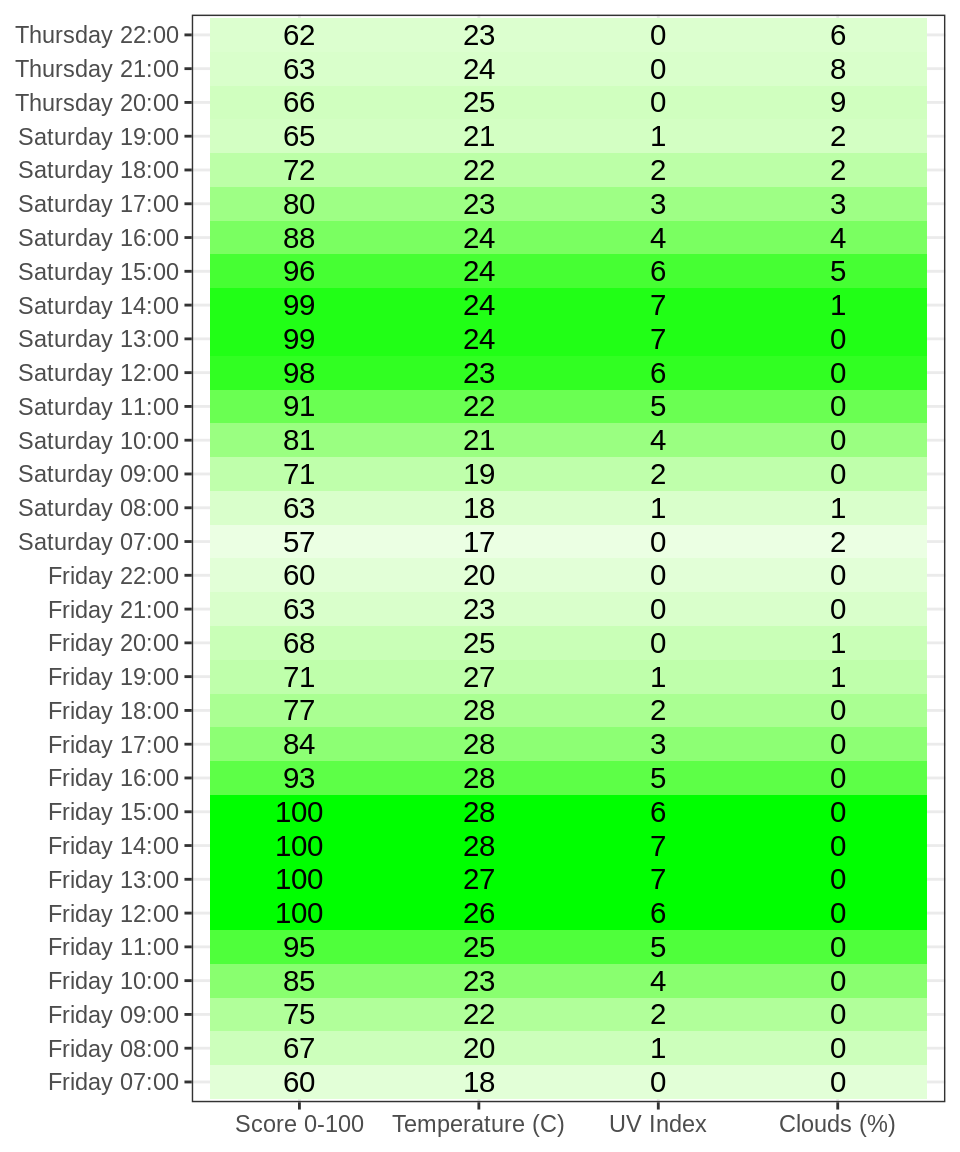 Thursday 22:00 62 23 0 6
Thursday 21:00 63 24 0 8
Thursday 20:00 66 25 0 9
Saturday 19:00 65 21 1 2
Saturday 18:00 72 22 2 2
Saturday 17:00 80 23 3 3
Saturday 16:00 88 24 4 4
Saturday 15:00 96 24 6 5
Saturday 14:00 99 24 7 1
Saturday 13:00 99 24 7 0
Saturday 12:00 98 23 6 0
Saturday 11:00 91 22 5 0
Saturday 10:00 81 21 4 0
Saturday 09:00 71 19 2 0
Saturday 08:00 63 18 1 1
Saturday 07:00 57 17 0 2
Friday 22:00 60 20 0 0
Friday 21:00 63 23 0 0
Friday 20:00 68 25 0 1
Friday 19:00 71 27 1 1
Friday 18:00 77 28 2 0
Friday 17:00 84 28 3 0
Friday 16:00 93 28 5 0
Friday 15:00 100 28 6 0
Friday 14:00 100 28 7 0
Friday 13:00 100 27 7 0
Friday 12:00 100 26 6 0
Friday 11:00 95 25 5 0
Friday 10:00 85 23 4 0
Friday 09:00 75 22 2 0
Friday 08:00 67 20 1 0
Friday 07:00 60 18 0 0
Score 0-100 Temperature (C) UV Index Clouds (%)